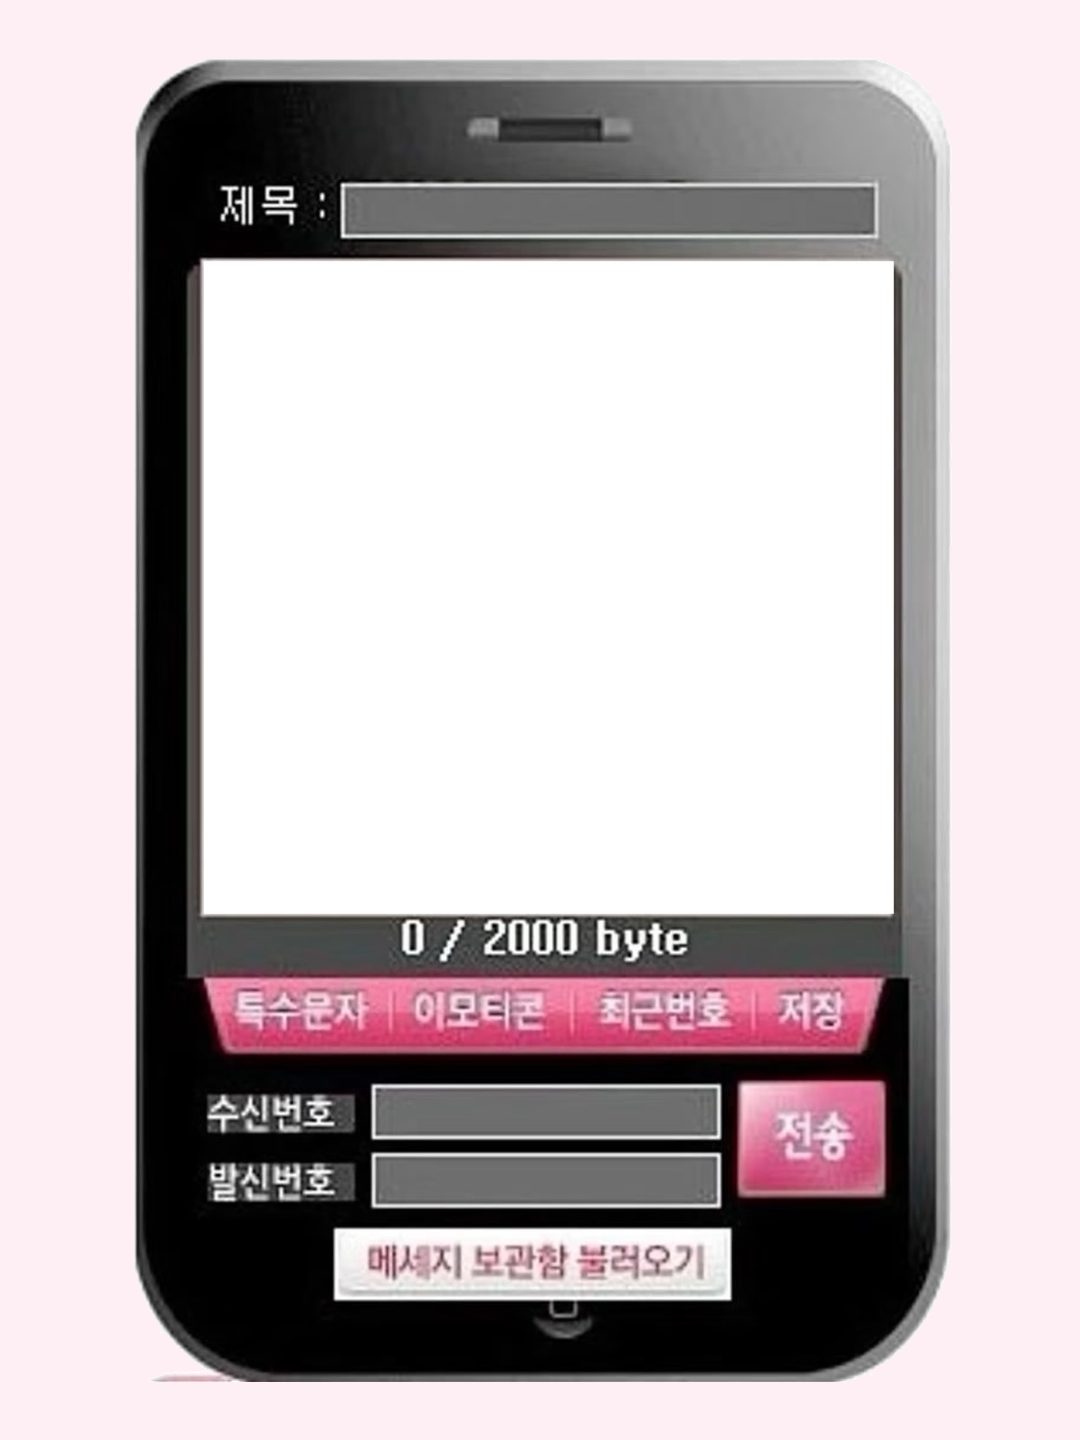 제목 :
0 / 2000 byte
특수문자 이모티콘 최근번호 저장
수신번호
전송
발신번호
메세지 보관함 불러오기